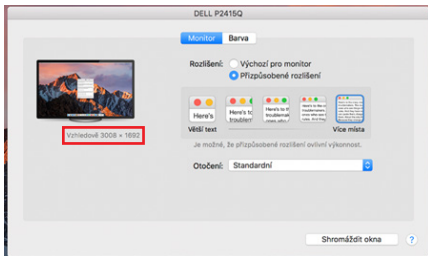 DELL P2415Q
Monitor Barva
Rozlišení: Výchozí pro monitor
Přizpůsobené rozlišení
Vzhledově 3008 × 1692
Here's
Větší text Více místa
Je možné, že přizpůsobené rozlišení ovlivní výkonnost.
Otočení: Standardní
Shromáždit okna ?